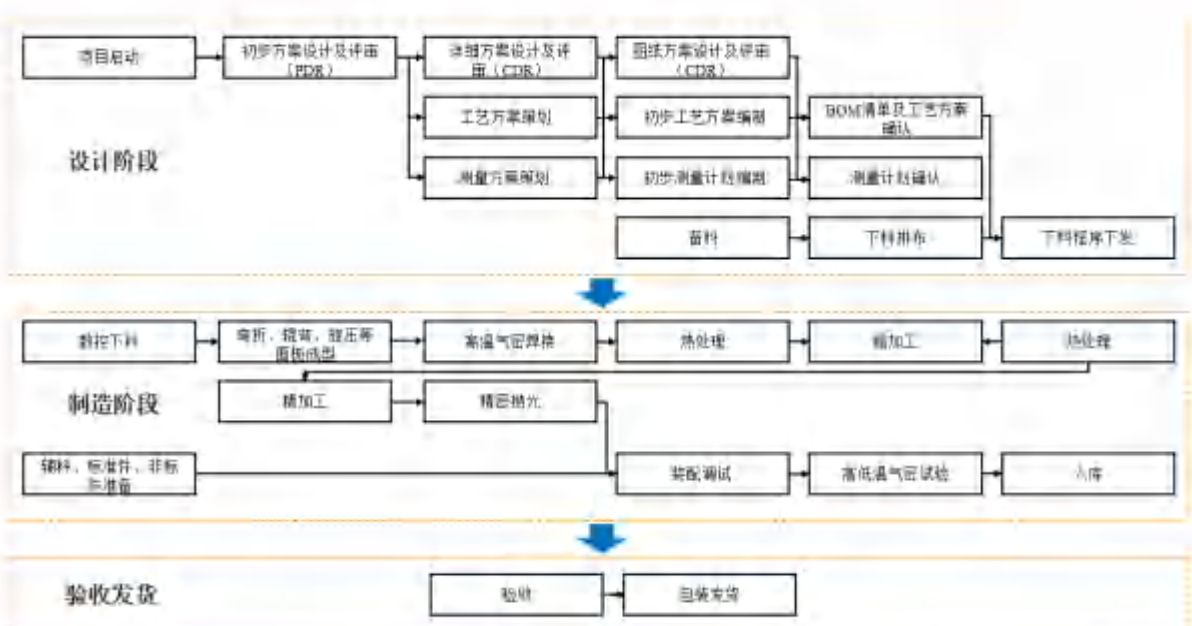 项目启动
初步方案设计及评审
（PDR）
详细方案设计及评
审（CDR）
图纸方案设计及评审
（CDR）
工艺方案策划
初步工艺方案编制
BOM清单及工艺方案
确认
设计阶段
测量方案策划
初步测量计划编制
测量计划确认
备料
下料排布
下料程序下发
数控下料
弯折、辊弯、旋压等
面板成型
高温气密焊接
热处理
粗加工
热处理
制造阶段
精加工
精密抛光
辅料、标准件、非标
件准备
装配调试
高低温气密试验
入库
验收发货
验收
包装发货